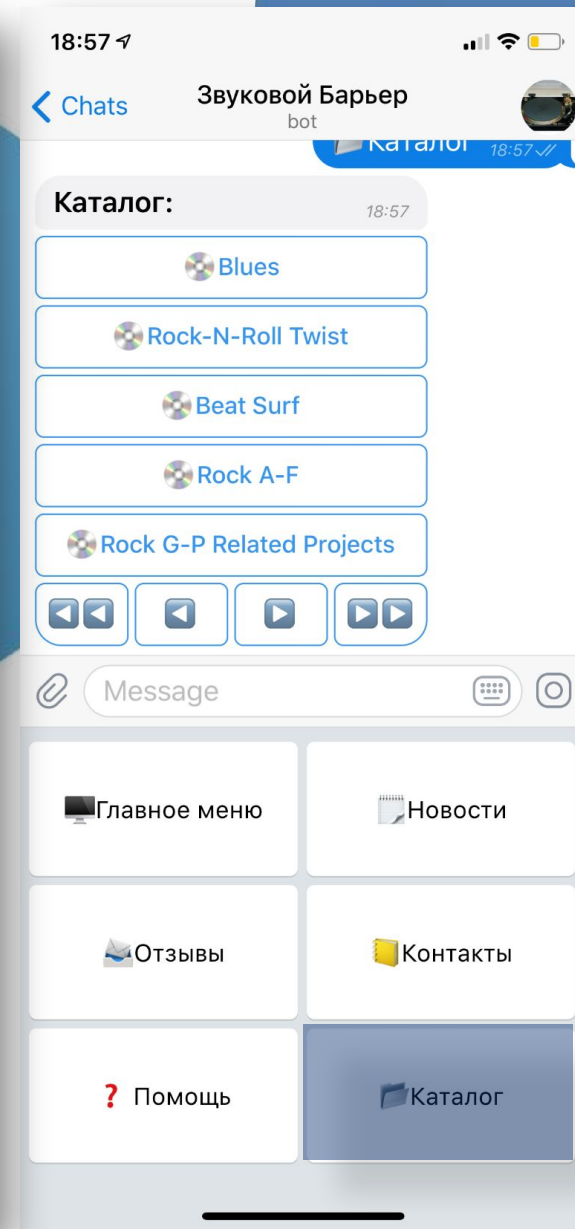 18:57
Chats
Звуковой Барьер
bot
Каталог 18:57
Каталог:
18:57
Blues
Rock-N-Roll Twist
Beat Surf
Rock A-F
Rock G-P Related Projects
Message
Главное меню
Новости
Отзывы
Контакты
? Помощь
Каталог